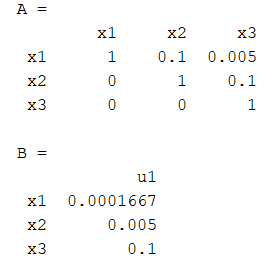 A =
x1 x2 x3
x1 1 0.1 0.005
x2 0 1 0.1
x3 0 0 1
B =
u1
x1 0.0001667
x2 0.005
x3 0.1